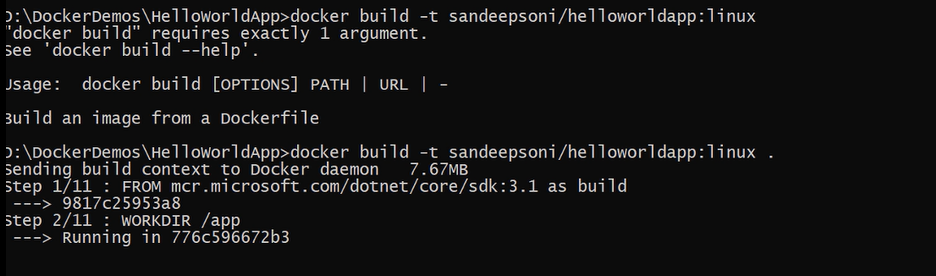 D:\DockerDemos\HelloWorldApp>docker build -t sandeepsoni/helloworldapp:linux
"docker build" requires exactly 1 argument.
See 'docker build --help'.
Usage:  docker build [OPTIONS] PATH | URL | -
Build an image from a Dockerfile
D:\DockerDemos\HelloWorldApp>docker build -t sandeepsoni/helloworldapp:linux .
Sending build context to Docker daemon   7.67MB
Step 1/11 : FROM mcr.microsoft.com/dotnet/core/sdk:3.1 as build
 ---> 9817c25953a8
Step 2/11 : WORKDIR /app
 ---> Running in 776c596672b3